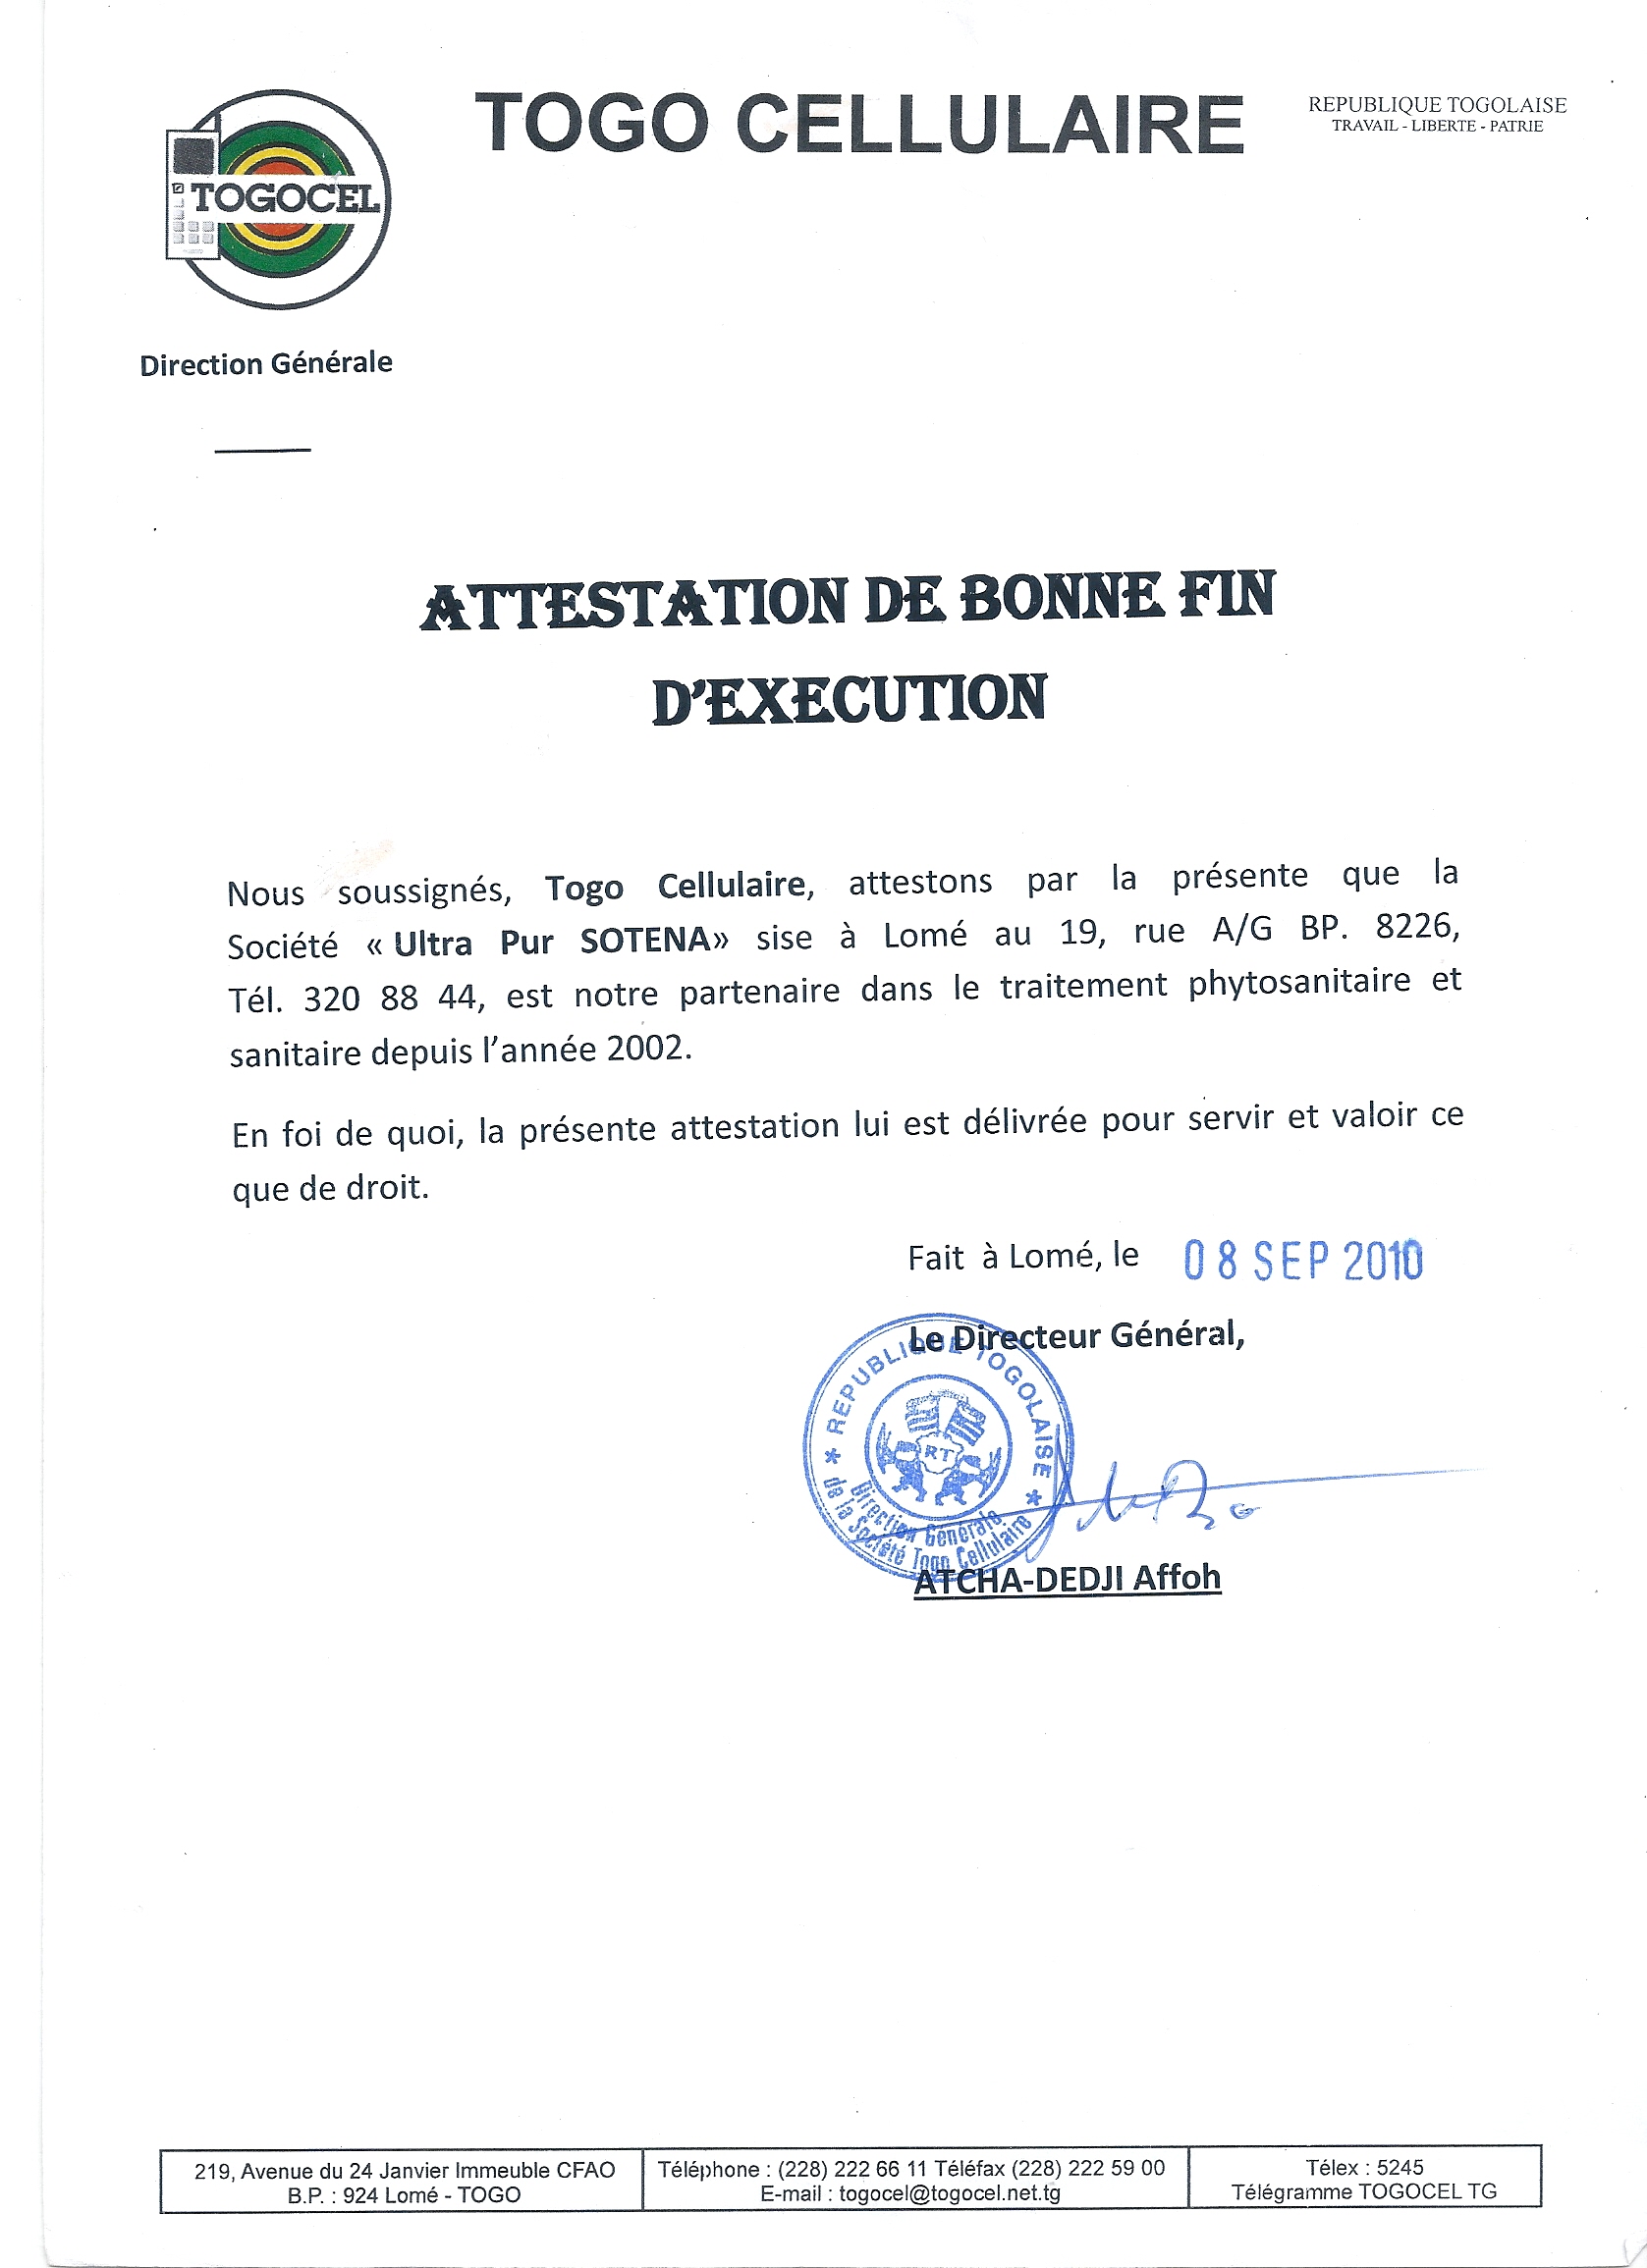 TOGO CELLULAIRE
REPUBLIQUE TOGOLAISE
TRAVAIL - LIBERTE - PATRIE
TOGOCEL
Direction Générale
ATTESTATION DE BONNE FIN
D'EXECUTION
Nous soussignés, Togo Cellulaire, attestons par la présente que la
Société « Ultra Pur SOTENA» sise à Lomé au 19, rue A/G BP. 8226,
Tél. 320 88 44, est notre partenaire dans le traitement phytosanitaire et
sanitaire depuis l'année 2002.
En foi de quoi, la présente attestation lui est délivrée pour servir et valoir ce
que de droit.
Fait à Lomé, le 08 SEP 2010
Le Directeur Général,
* REPUBLIQUE TOGOLAISE *
RT
Direction Générale
de la Société Togo Cellulaire
ATCHA-DEDJI Affoh
219, Avenue du 24 Janvier Immeuble CFAO
B.P. : 924 Lomé - TOGO
Téléphone : (228) 222 66 11 Téléfax (228) 222 59 00
E-mail : togocel@togocel.net.tg
Télex : 5245
Télégramme TOGOCEL TG